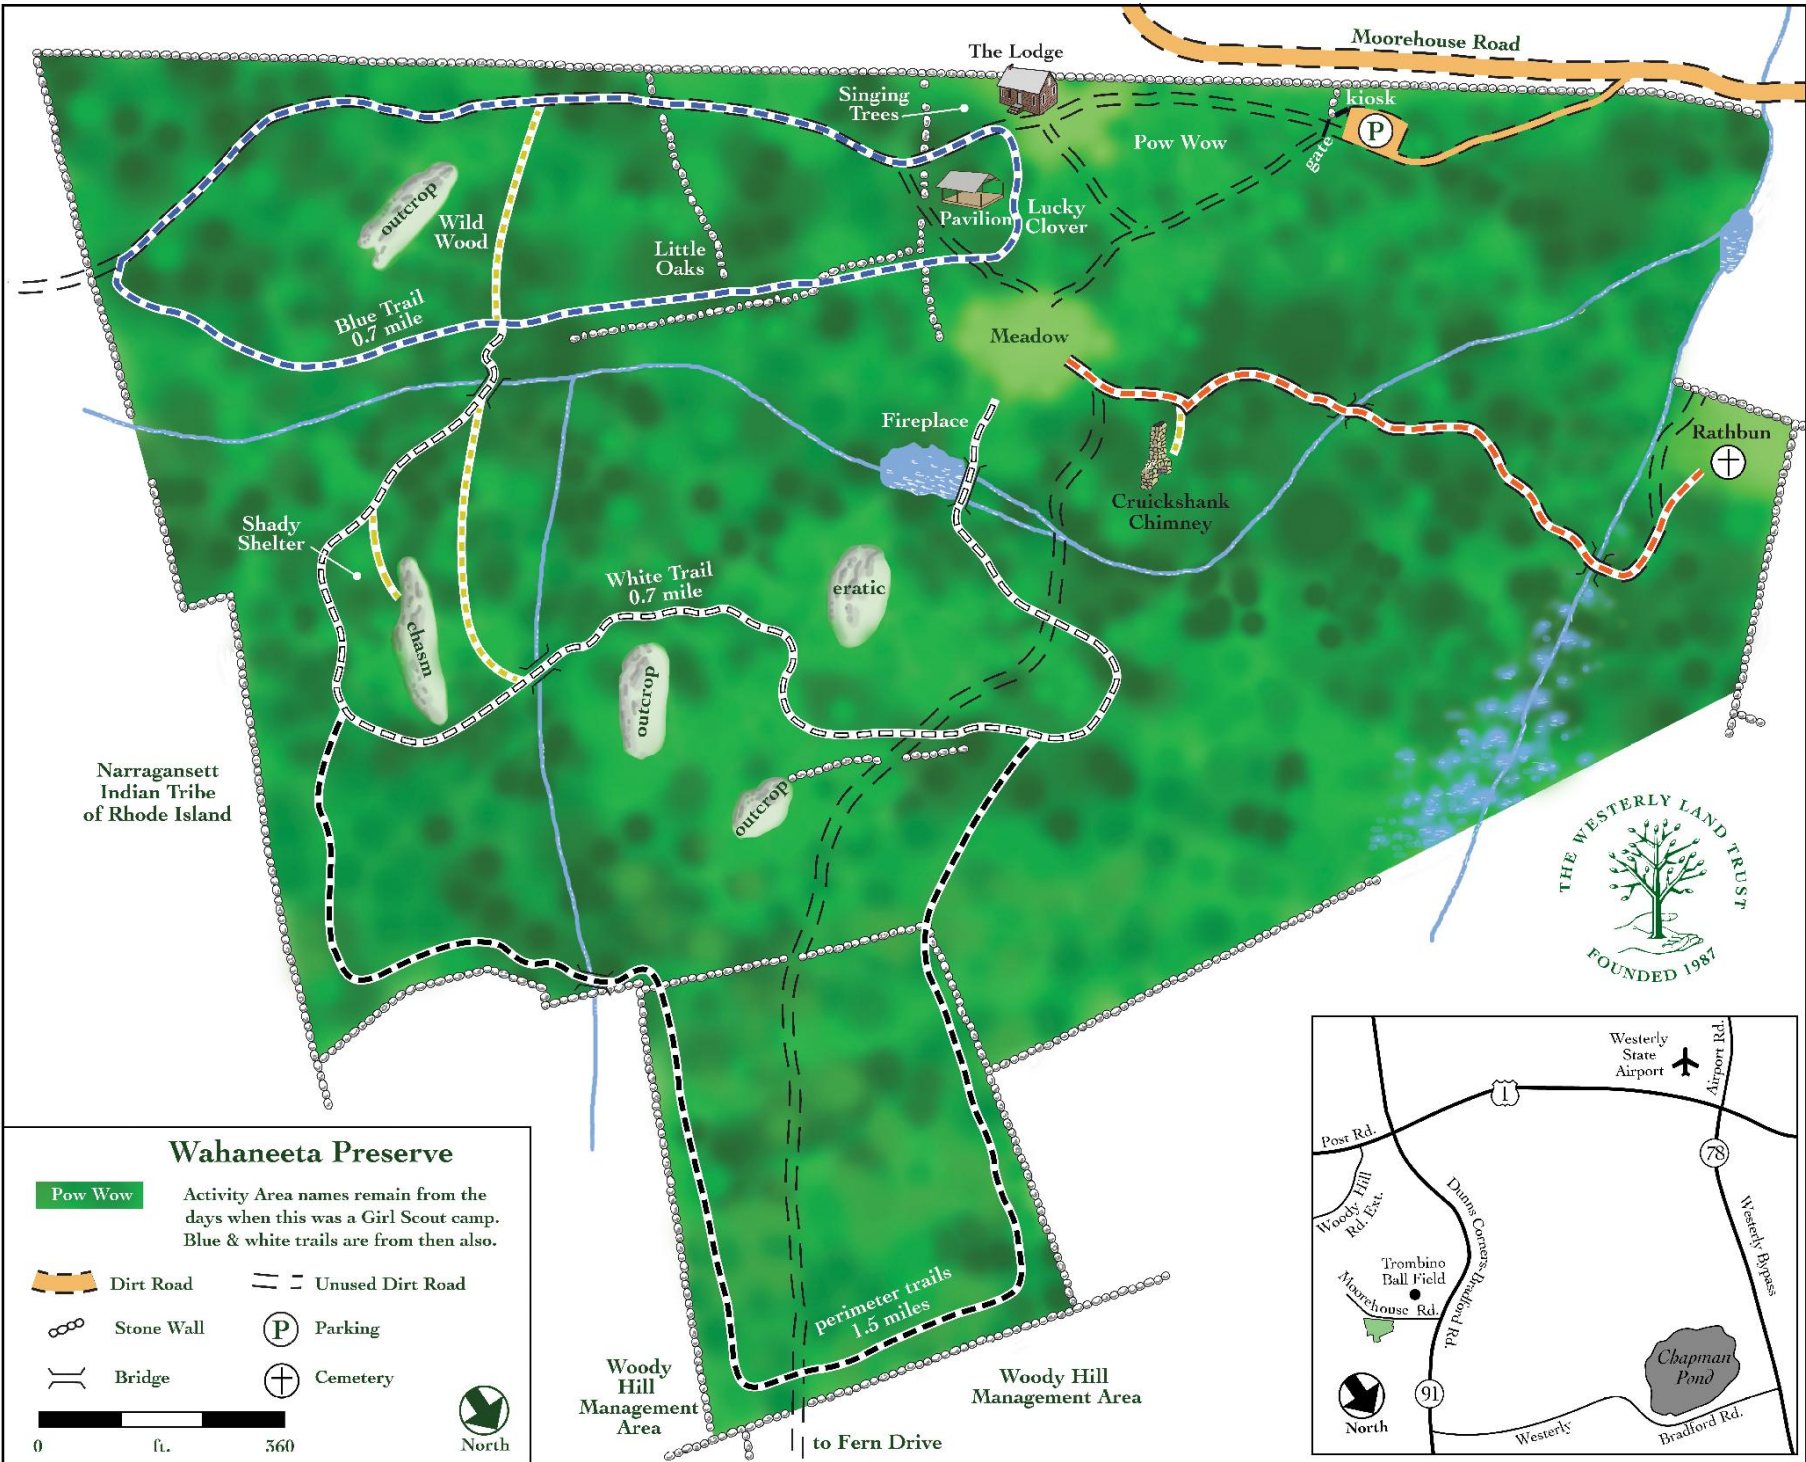 Moorehouse Road
The Lodge
Singing
Trees
kiosk
P
gate
Pow Wow
outcrop
Wild
Wood
Little
Oaks
Pavilion
Lucky
Clover
Blue Trail
0.7 mile
Meadow
Fireplace
Rathbun
Cruickshank
Chimney
Shady
Shelter
White Trail
0.7 mile
eratic
chasm
outcrop
outcrop
Narragansett
Indian Tribe
of Rhode Island
THE WESTERLY LAND TRUST
FOUNDED 1987
perimeter trails
1.5 miles
Woody
Hill
Management
Area
Woody Hill
Management Area
to Fern Drive
Wahaneeta Preserve
Pow Wow
Activity Area names remain from the
days when this was a Girl Scout camp.
Blue & white trails are from then also.
Dirt Road
Unused Dirt Road
Stone Wall
P
Parking
Bridge
Cemetery
0 ft. 360
North
Westerly
State
Airport
Airport Rd.
1
Post Rd.
78
Woody Hill
Rd. Ext.
Dunns Corners-Bradford Rd.
Westerly Bypass
Trombino
Ball Field
Moorehouse Rd.
Chapman
Pond
91
North
Westerly
Bradford Rd.